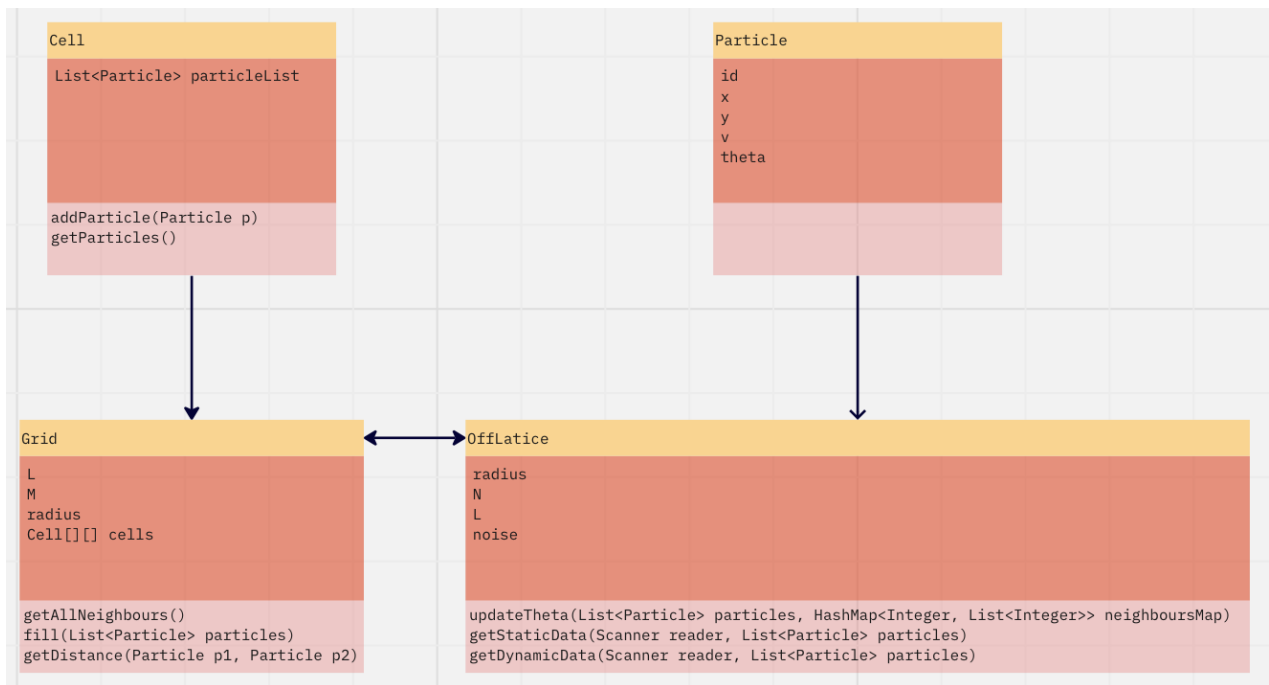 Cell
List<Particle> particleList
addParticle(Particle p)
getParticles()
Particle
id
x
y
v
theta
Grid
L
M
radius
Cell[][] cells
getAllNeighbours()
fill(List<Particle> particles)
getDistance(Particle p1, Particle p2)
OffLatice
radius
N
L
noise
updateTheta(List<Particle> particles, HashMap<Integer, List<Integer>> neighboursMap)
getStaticData(Scanner reader, List<Particle> particles)
getDynamicData(Scanner reader, List<Particle> particles)